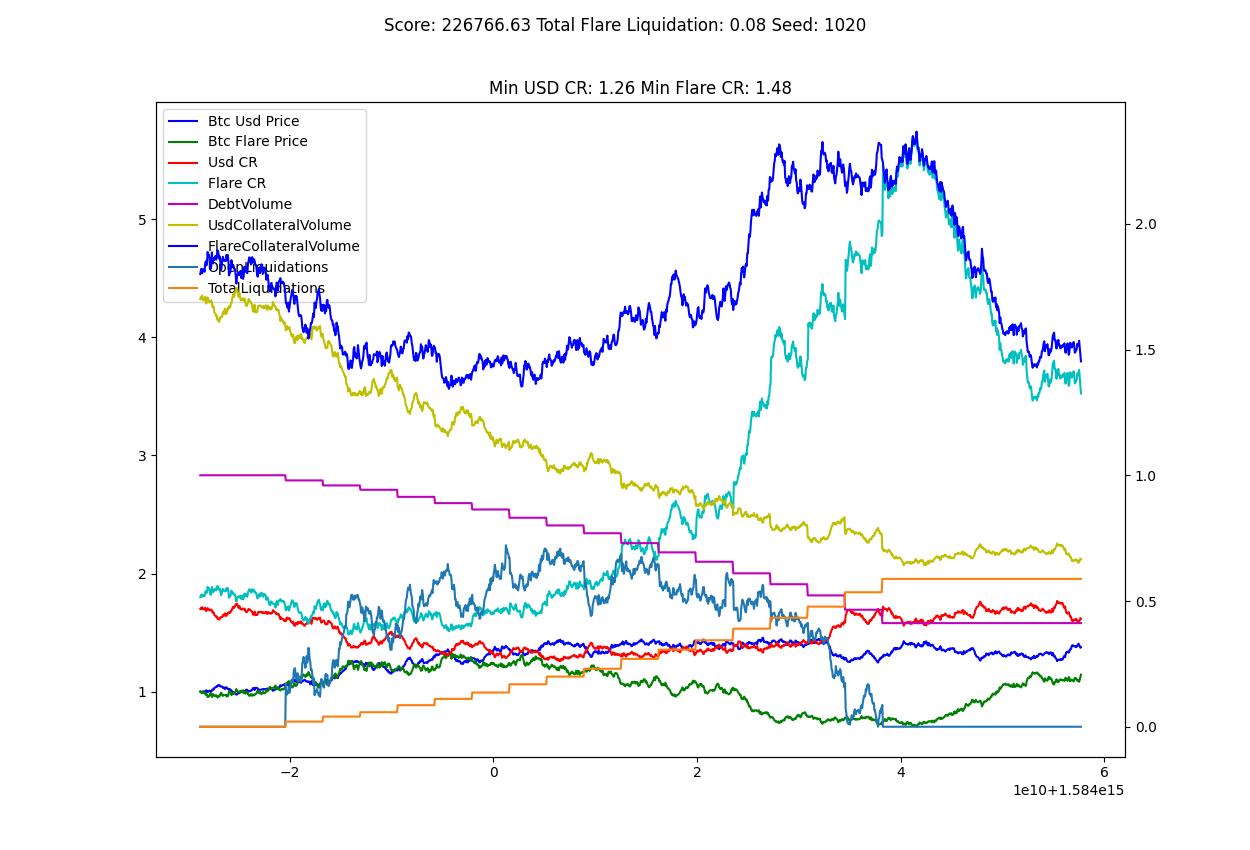 Score: 226766.63 Total Flare Liquidation: 0.08 Seed: 1020
Min USD CR: 1.26 Min Flare CR: 1.48
Btc Usd Price
Btc Flare Price
Usd CR
Flare CR
DebtVolume
UsdCollateralVolume
FlareCollateralVolume
OpenLiquidations
TotalLiquidations
5
4
3
2
1
2.0
1.5
1.0
0.5
0.0
−2
0
2
4
6
1e10+1.584e15